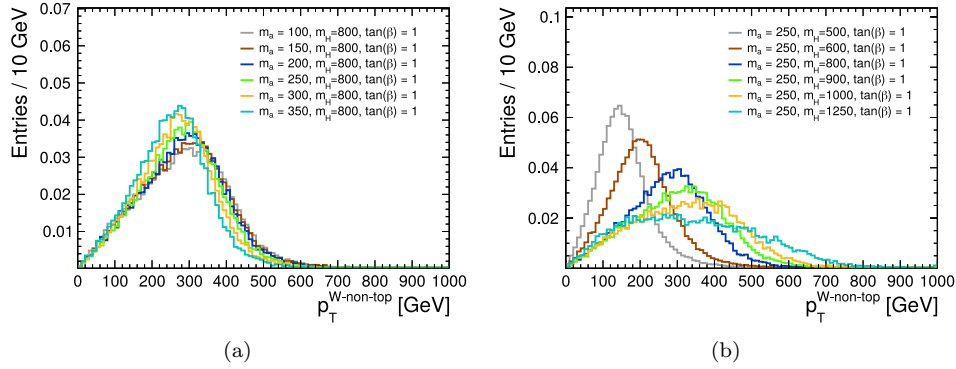 Entries / 10 GeV
0.07
0.06
0.05
0.04
0.03
0.02
0.01
m_a = 100, m_H=800, tan(β) = 1
m_a = 150, m_H=800, tan(β) = 1
m_a = 200, m_H=800, tan(β) = 1
m_a = 250, m_H=800, tan(β) = 1
m_a = 300, m_H=800, tan(β) = 1
m_a = 350, m_H=800, tan(β) = 1
0 100 200 300 400 500 600 700 800 900 1000
p_T^W-non-top [GeV]
(a)
Entries / 10 GeV
0.1
0.08
0.06
0.04
0.02
m_a = 250, m_H=500, tan(β) = 1
m_a = 250, m_H=600, tan(β) = 1
m_a = 250, m_H=800, tan(β) = 1
m_a = 250, m_H=900, tan(β) = 1
m_a = 250, m_H=1000, tan(β) = 1
m_a = 250, m_H=1250, tan(β) = 1
0 100 200 300 400 500 600 700 800 900 1000
p_T^W-non-top [GeV]
(b)